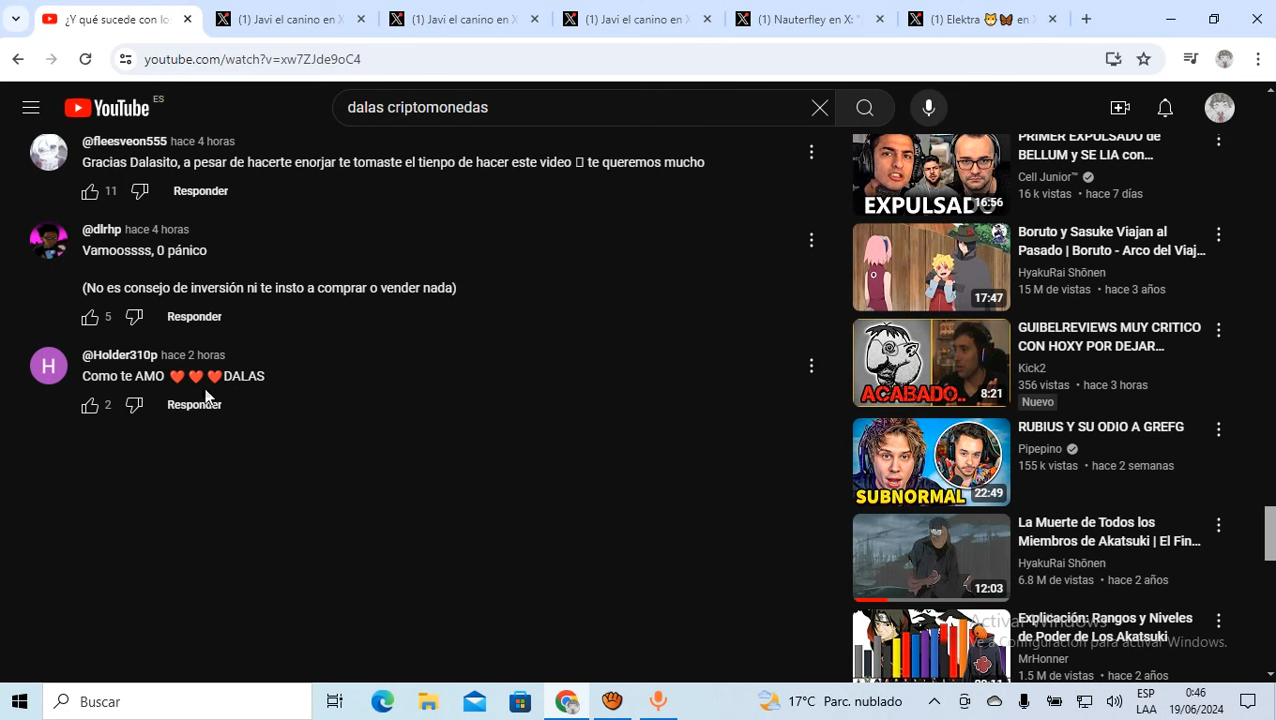 ¿Y qué sucede con lo
(1) Javi el canino en X
(1) Javi el canino en X
(1) Javi el canino en X
(1) Nauterfley en X: "
(1) Elektra 🐱🦋 en X
youtube.com/watch?v=xw7ZJde9oC4
YouTube ES
dalas criptomonedas
@fleesveon555 hace 4 horas
Gracias Dalasito, a pesar de hacerte enorjar te tomaste el tienpo de hacer este video te queremos mucho
11 Responder
@dlrhp hace 4 horas
Vamoossss, 0 pánico
(No es consejo de inversión ni te insto a comprar o vender nada)
5 Responder
@Holder310p hace 2 horas
Como te AMO ❤️ ❤️ ❤️DALAS
2 Responder
EXPULSADO
16:56
PRIMER EXPULSADO de
BELLUM y SE LIA con...
Cell Junior™
16 k vistas • hace 7 días
17:47
Boruto y Sasuke Viajan al
Pasado | Boruto - Arco del Viaj...
HyakuRai Shōnen
15 M de vistas • hace 3 años
ACABADO..
8:21
GUIBELREVIEWS MUY CRITICO
CON HOXY POR DEJAR...
Kick2
356 vistas • hace 3 horas
Nuevo
SUBNORMAL
22:49
RUBIUS Y SU ODIO A GREFG
Pipepino
155 k vistas • hace 2 semanas
12:03
La Muerte de Todos los
Miembros de Akatsuki | El Fin...
HyakuRai Shōnen
6.8 M de vistas • hace 2 años
Explicación: Rangos y Niveles
de Poder de Los Akatsuki
MrHonner
1.5 M de vistas • hace 2 años
Activar Windows
Ve a Configuración para activar Windows.
Buscar
17°C Parc. nublado
ESP
LAA
0:46
19/06/2024